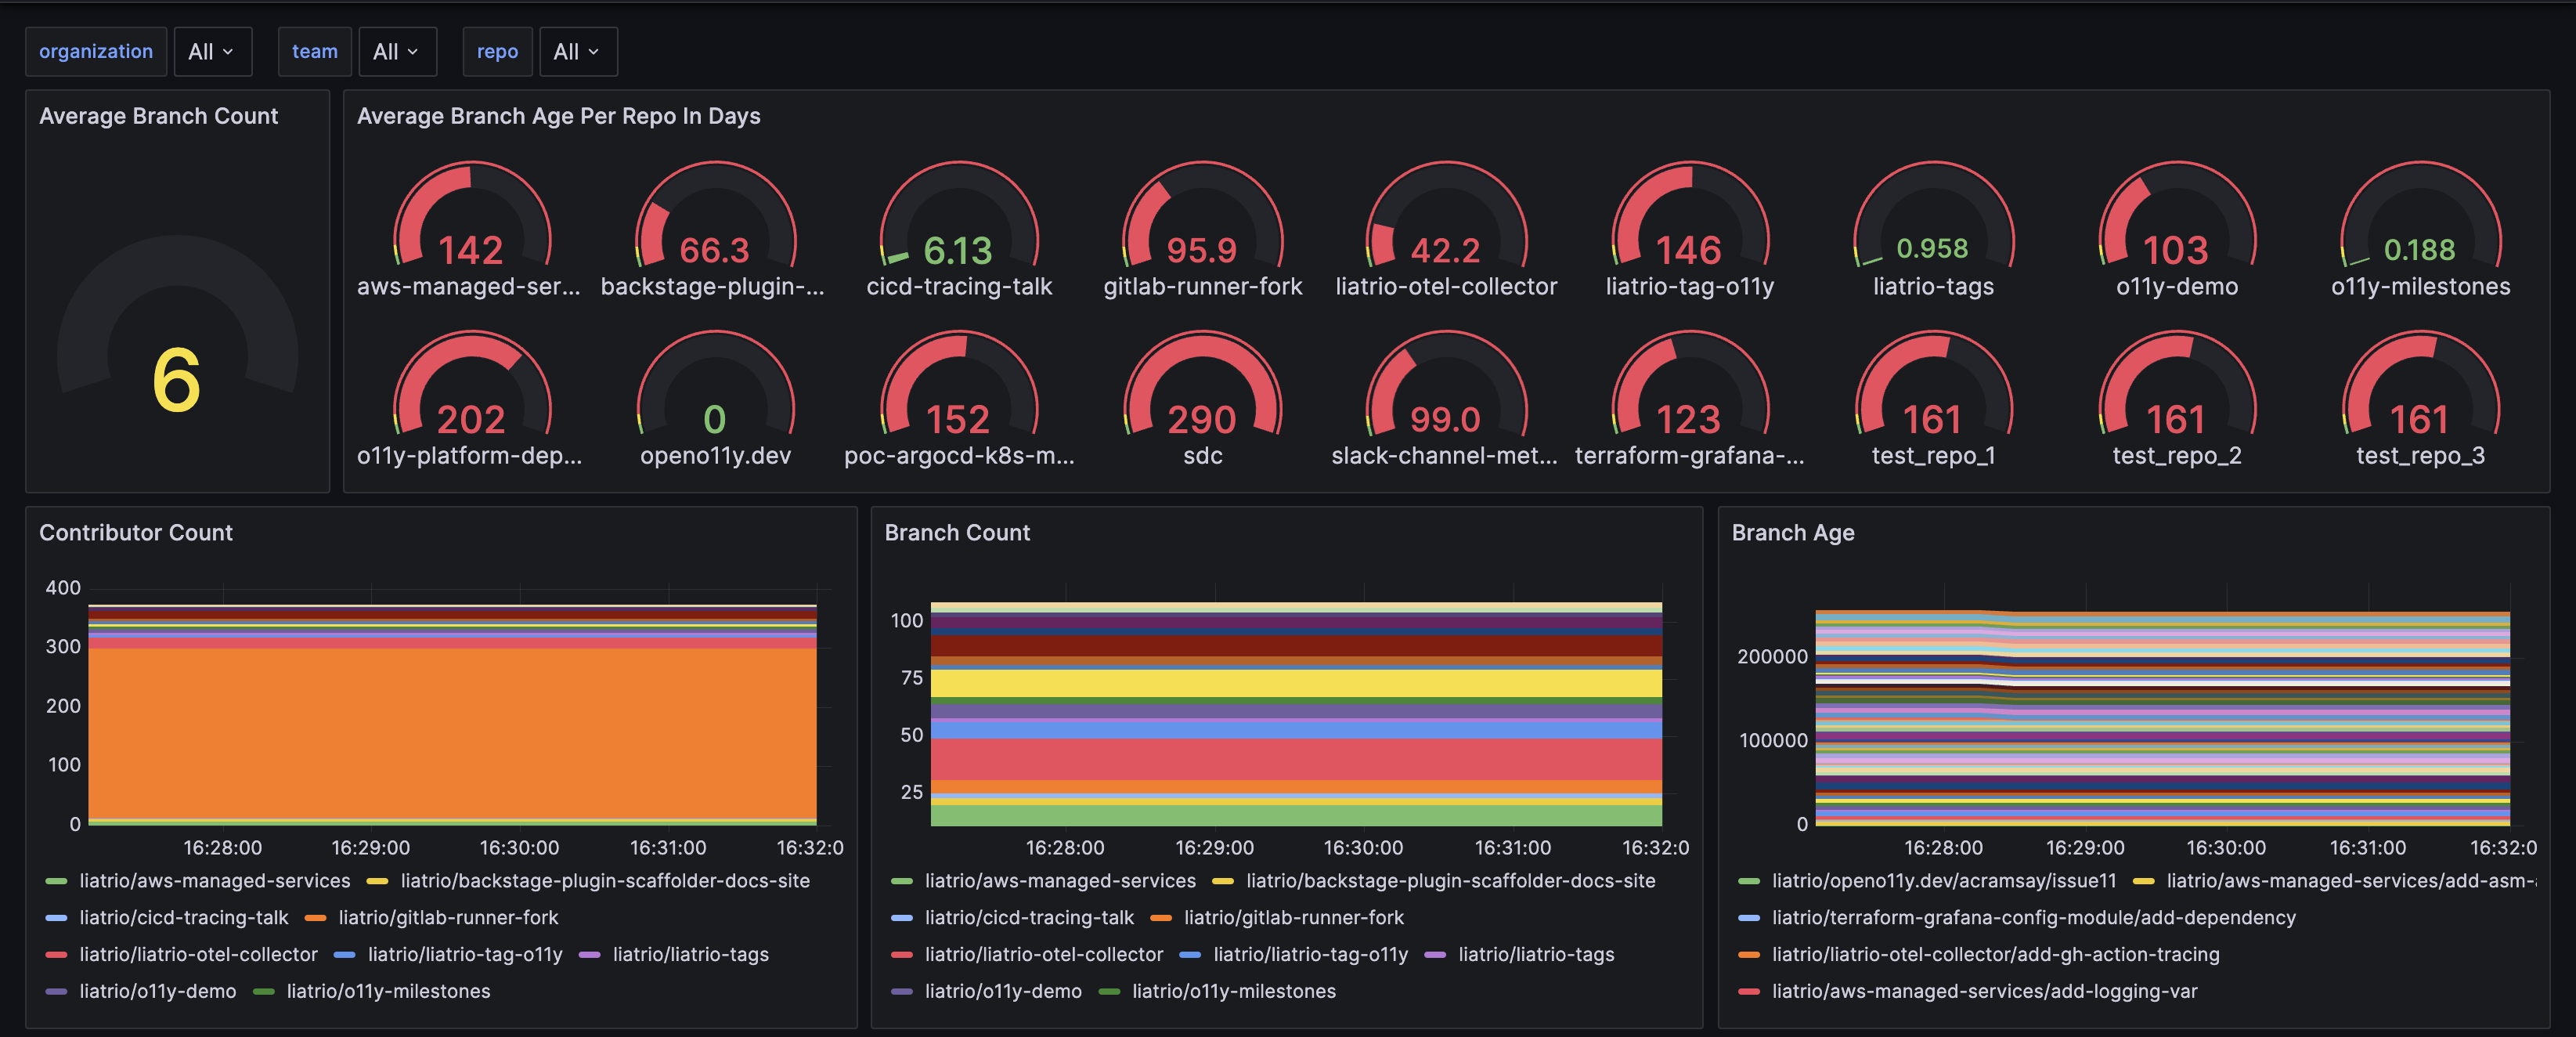 organization All team All repo All
Average Branch Count
6
Average Branch Age Per Repo In Days
142 66.3 6.13 95.9 42.2 146 0.958 103 0.188
aws-managed-ser... backstage-plugin-... cicd-tracing-talk gitlab-runner-fork liatrio-otel-collector liatrio-tag-o11y liatrio-tags o11y-demo o11y-milestones
202 0 152 290 99.0 123 161 161 161
o11y-platform-dep... openo11y.dev poc-argocd-k8s-m... sdc slack-channel-met... terraform-grafana-... test_repo_1 test_repo_2 test_repo_3
Contributor Count
400
300
200
100
0
16:28:00 16:29:00 16:30:00 16:31:00 16:32:0
liatrio/aws-managed-services liatrio/backstage-plugin-scaffolder-docs-site
liatrio/cicd-tracing-talk liatrio/gitlab-runner-fork
liatrio/liatrio-otel-collector liatrio/liatrio-tag-o11y liatrio/liatrio-tags
liatrio/o11y-demo liatrio/o11y-milestones
Branch Count
100
75
50
25
16:28:00 16:29:00 16:30:00 16:31:00 16:32:0
liatrio/aws-managed-services liatrio/backstage-plugin-scaffolder-docs-site
liatrio/cicd-tracing-talk liatrio/gitlab-runner-fork
liatrio/liatrio-otel-collector liatrio/liatrio-tag-o11y liatrio/liatrio-tags
liatrio/o11y-demo liatrio/o11y-milestones
Branch Age
200000
100000
0
16:28:00 16:29:00 16:30:00 16:31:00 16:32:0
liatrio/openo11y.dev/acramsay/issue11 liatrio/aws-managed-services/add-asm-
liatrio/terraform-grafana-config-module/add-dependency
liatrio/liatrio-otel-collector/add-gh-action-tracing
liatrio/aws-managed-services/add-logging-var